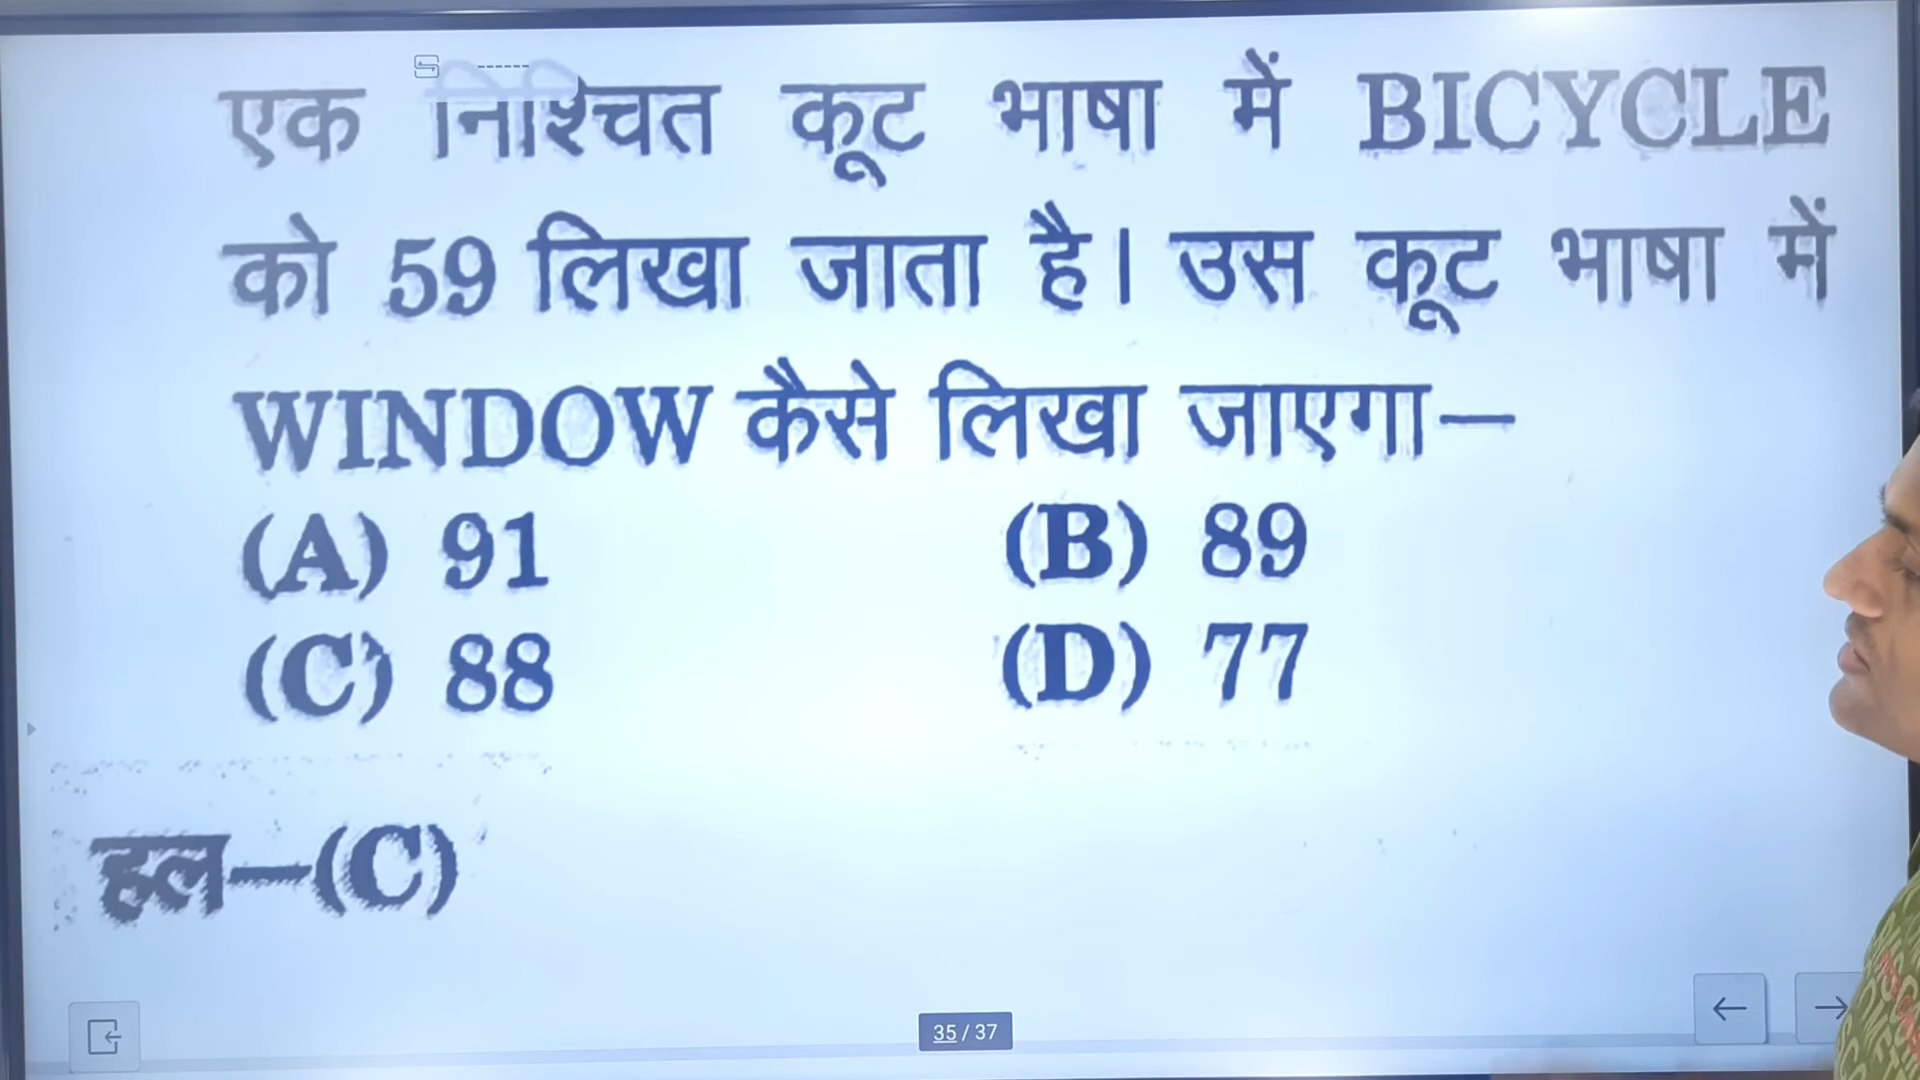 एक निश्चित कूट भाषा में BICYCLE
को 59 लिखा जाता है। उस कूट भाषा में
WINDOW कैसे लिखा जाएगा—
(A) 91 (B) 89
(C) 88 (D) 77
हल—(C)
35 / 37